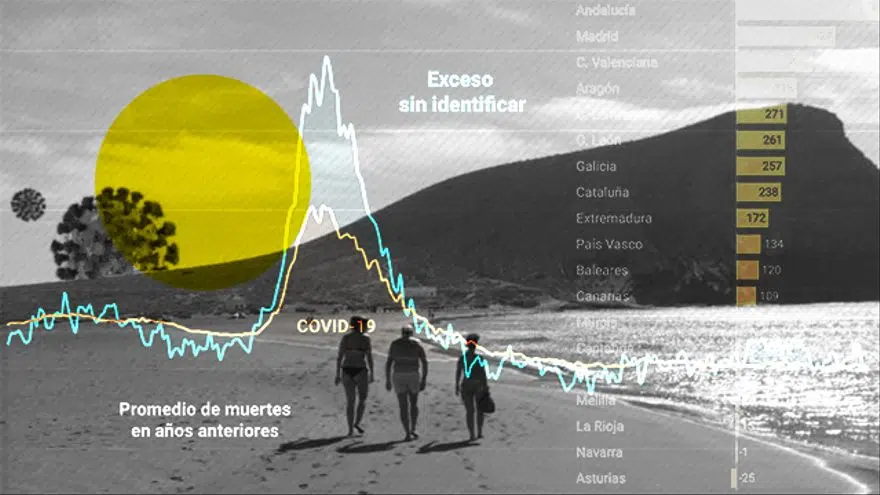 Andalucía
Madrid
C. Valenciana
Aragón
271
C. León 261
Galicia 257
Cataluña 238
Extremadura 172
País Vasco 134
Baleares 120
Canarias 109
Melilla
La Rioja
Navarra -1
Asturias -25
Exceso
sin identificar
COVID-19
Promedio de muertes
en años anteriores